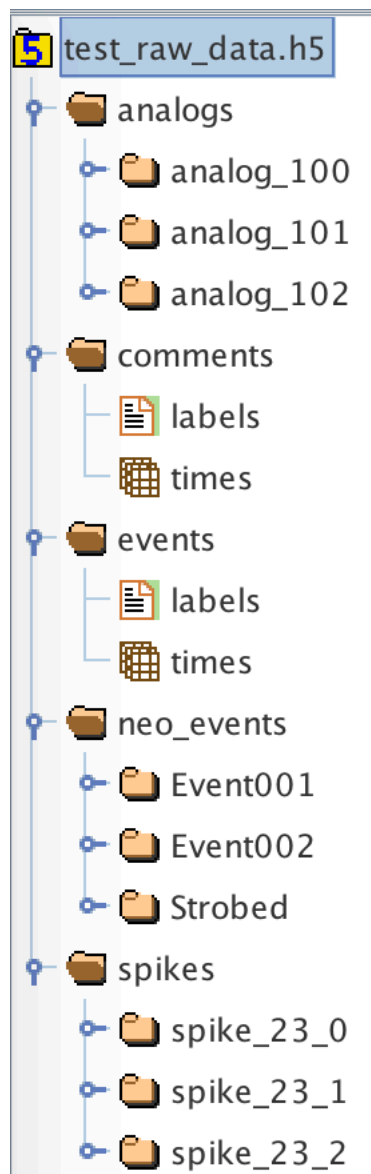 5 test_raw_data.h5
analogs
analog_100
analog_101
analog_102
comments
labels
times
events
labels
times
neo_events
Event001
Event002
Strobed
spikes
spike_23_0
spike_23_1
spike_23_2